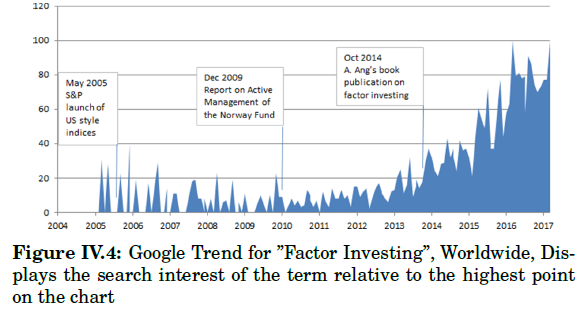 120
100
80
60
40
20
0
May 2005
S&P
launch of
US style
indices
Dec 2009
Report on Active
Management of
the Norway Fund
Oct 2014
A. Ang's book
publication on
factor investing
2004 2005 2006 2007 2008 2009 2010 2011 2012 2013 2014 2015 2016 2017
Figure IV.4: Google Trend for ”Factor Investing”, Worldwide, Dis-
plays the search interest of the term relative to the highest point
on the chart